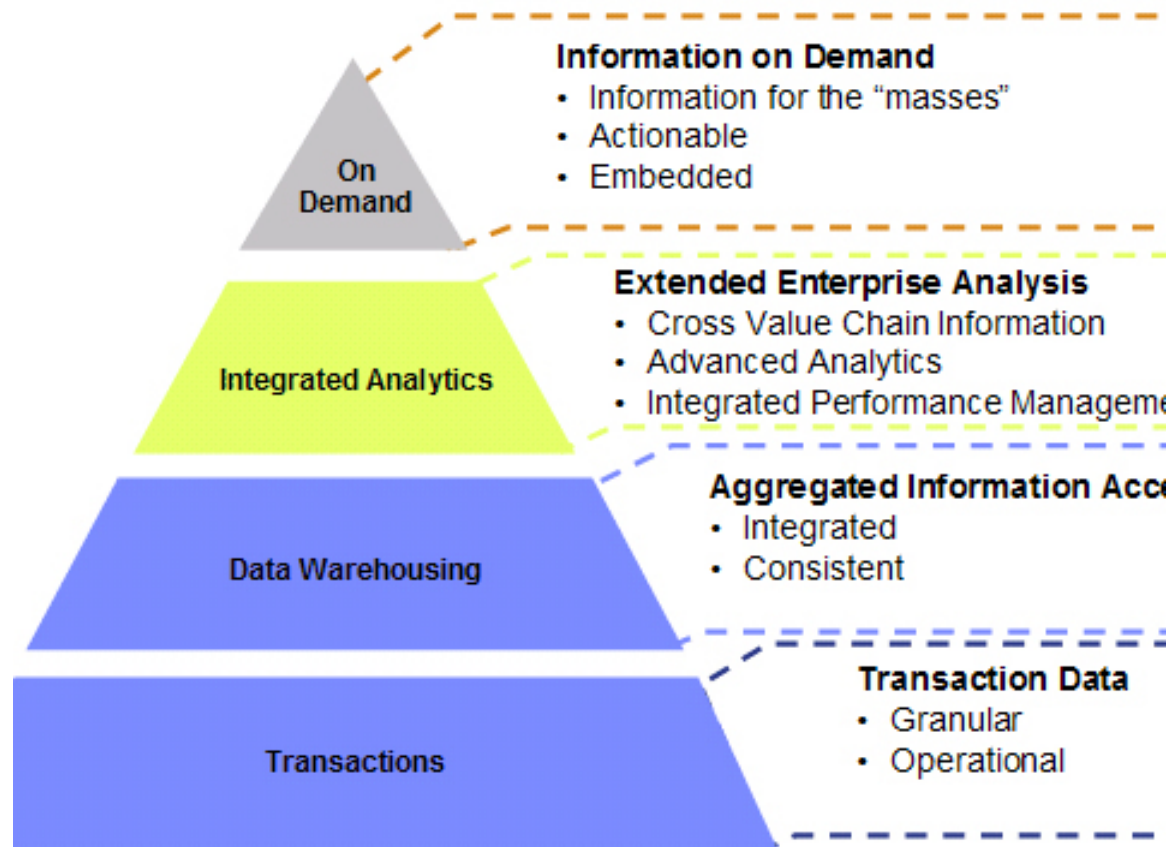 On
Demand
Information on Demand
• Information for the “masses”
• Actionable
• Embedded
Integrated Analytics
Extended Enterprise Analysis
• Cross Value Chain Information
• Advanced Analytics
• Integrated Performance Manageme
Data Warehousing
Aggregated Information Acce
• Integrated
• Consistent
Transactions
Transaction Data
• Granular
• Operational